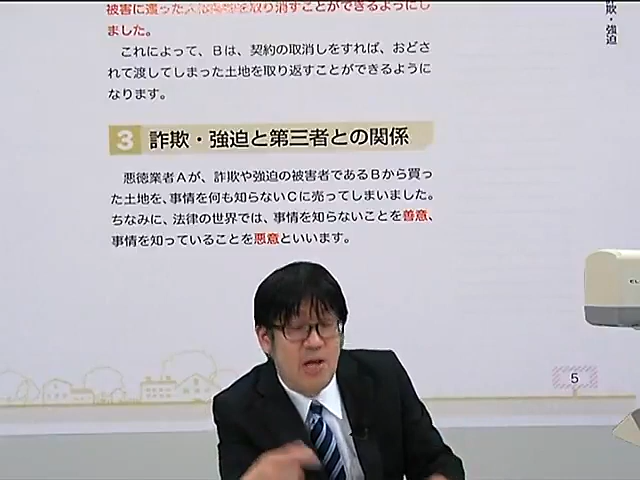 被害に遭った人は契約を取り消すことができるようにし
ました。
これによって、Bは、契約の取消しをすれば、おどさ
れて渡してしまった土地を取り返すことができるように
なります。
3 詐欺・強迫と第三者との関係
悪徳業者Aが、詐欺や強迫の被害者であるBから買っ
た土地を、事情を何も知らないCに売ってしまいました。
ちなみに、法律の世界では、事情を知らないことを善意、
事情を知っていることを悪意といいます。
欺・強迫
5